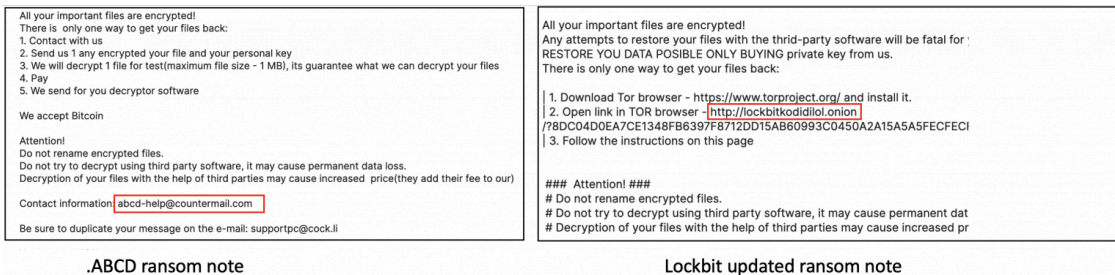 All your important files are encrypted!
There is only one way to get your files back:
1. Contact with us
2. Send us 1 any encrypted your file and your personal key
3. We will decrypt 1 file for test(maximum file size - 1 MB), its guarantee what we can decrypt your files
4. Pay
5. We send for you decryptor software
We accept Bitcoin
Attention!
Do not rename encrypted files.
Do not try to decrypt using third party software, it may cause permanent data loss.
Decryption of your files with the help of third parties may cause increased price(they add their fee to our)
Contact information: abcd-help@countermail.com
Be sure to duplicate your message on the e-mail: supportpc@cock.li
.ABCD ransom note
All your important files are encrypted!
Any attempts to restore your files with the thrid-party software will be fatal for
RESTORE YOU DATA POSIBLE ONLY BUYING private key from us.
There is only one way to get your files back:
| 1. Download Tor browser - https://www.torproject.org/ and install it.
| 2. Open link in TOR browser - http://lockbitkodidilol.onion
/?8DC04D0EA7CE1348FB6397F8712DD15AB60993C0450A2A15A5A5FECFECF
| 3. Follow the instructions on this page
### Attention! ###
# Do not rename encrypted files.
# Do not try to decrypt using third party software, it may cause permanent dat
# Decryption of your files with the help of third parties may cause increased pr
Lockbit updated ransom note